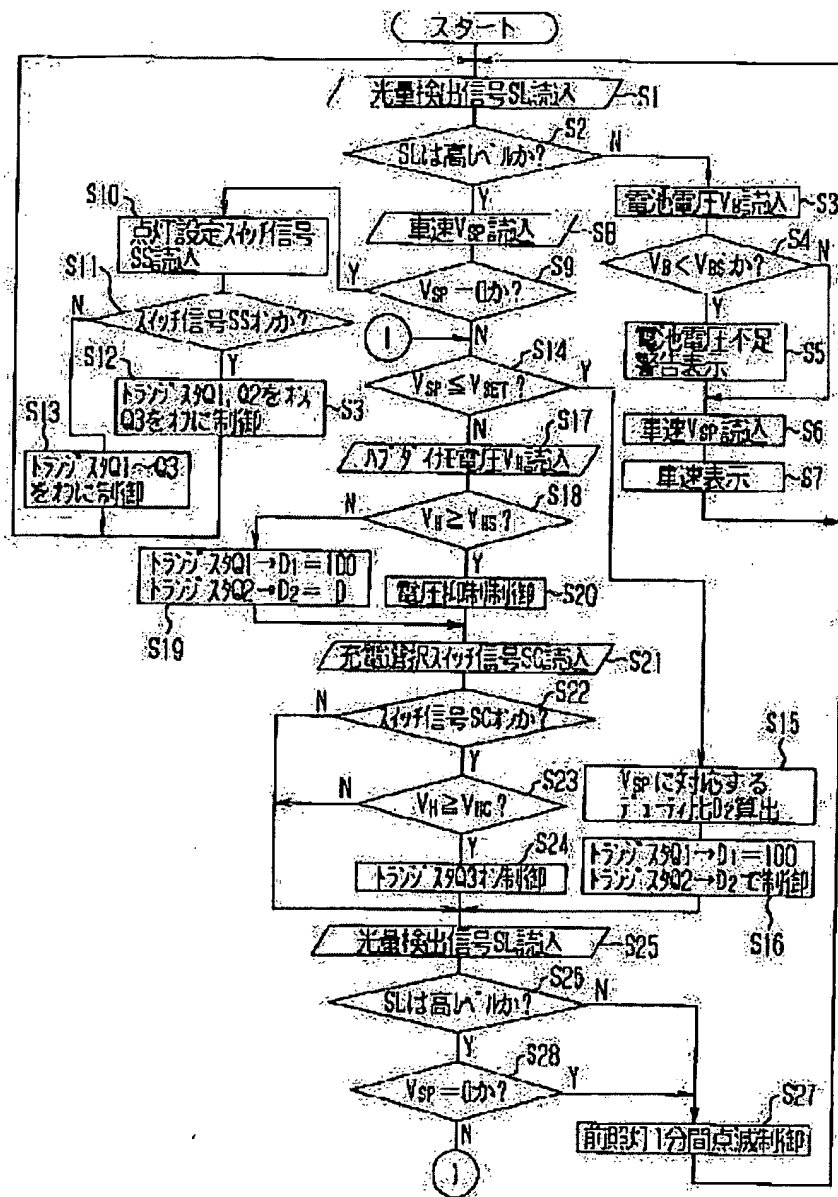 スタート
光量検出信号SL読込
S1
SLは高レベルか?
S2
N
Y
電池電圧VB読込
S3
S10
点灯設定スイッチ信号
SS読込
車速VSP読込
S8
VB<VBSか?
S4
N
Y
S11
スイッチ信号SSオンか?
N
Y
VSP=0か?
S9
Y
N
電池電圧不足
警告表示
S5
1
S12
トランジスタQ1,Q2をオン,
Q3をオフに制御
S3
VSP≦VSET?
S14
Y
N
車速VSP読込
S6
S13
トランジスタQ1〜Q3
をオフに制御
ハブダイナモ電圧VH読込
S17
車速表示
S7
VH≧VHS?
S18
N
Y
トランジスタQ1→D1=100
トランジスタQ2→D2=0
S19
電圧抑制制御
S20
充電選択スイッチ信号SC読込
S21
スイッチ信号SCオンか?
S22
N
Y
VH≧VHC?
S23
N
Y
S15
VSPに対応する
デューティ比D2算出
トランジスタQ3オン制御
S24
トランジスタQ1→D1=100
トランジスタQ2→D2で制御
S16
光量検出信号SL読込
S25
SLは高レベルか?
S26
N
Y
VSP=0か?
S28
Y
N
S27
前照灯1分間点滅制御
1